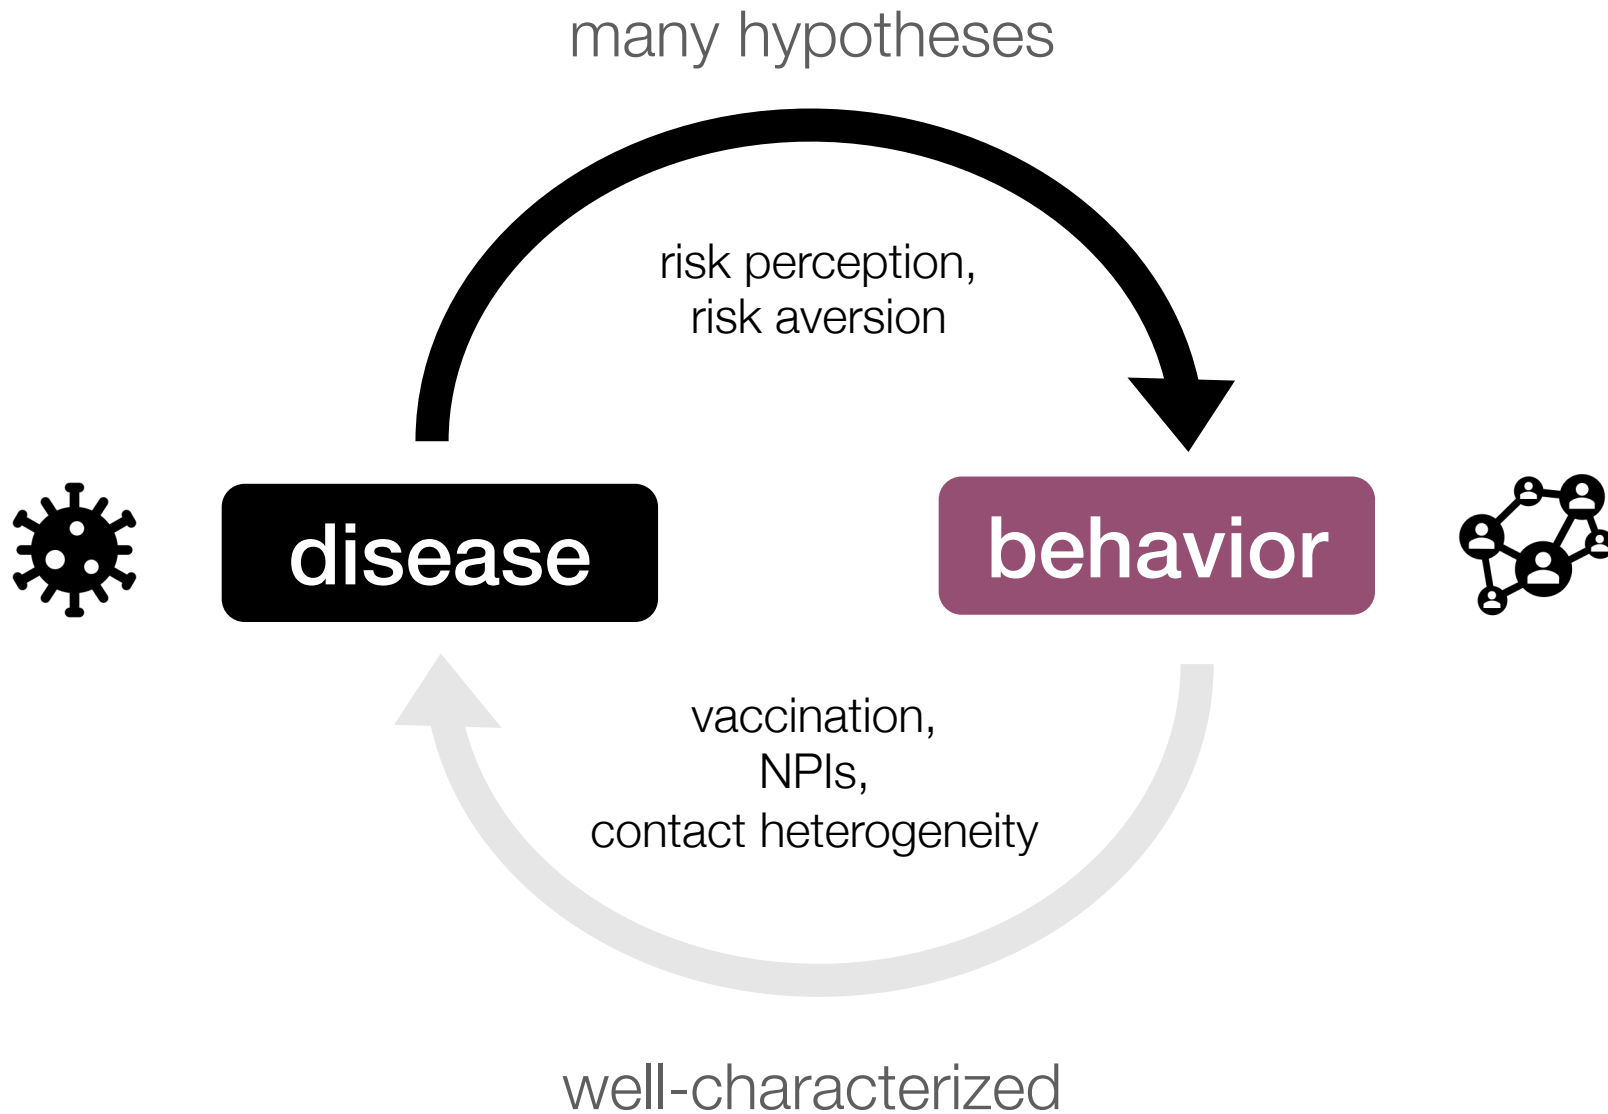 many hypotheses
risk perception,
risk aversion
disease
behavior
vaccination,
NPIs,
contact heterogeneity
well-characterized